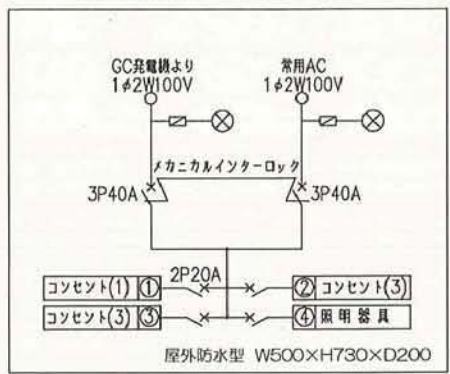 GC発電機より 常用AC
1φ2W100V 1φ2W100V
メカニカルインターロック
3P40A 3P40A
2P20A
コンセント(1) ① ② コンセント(3)
コンセント(3) ③ ④ 照明器具
屋外防水型 W500×H730×D200